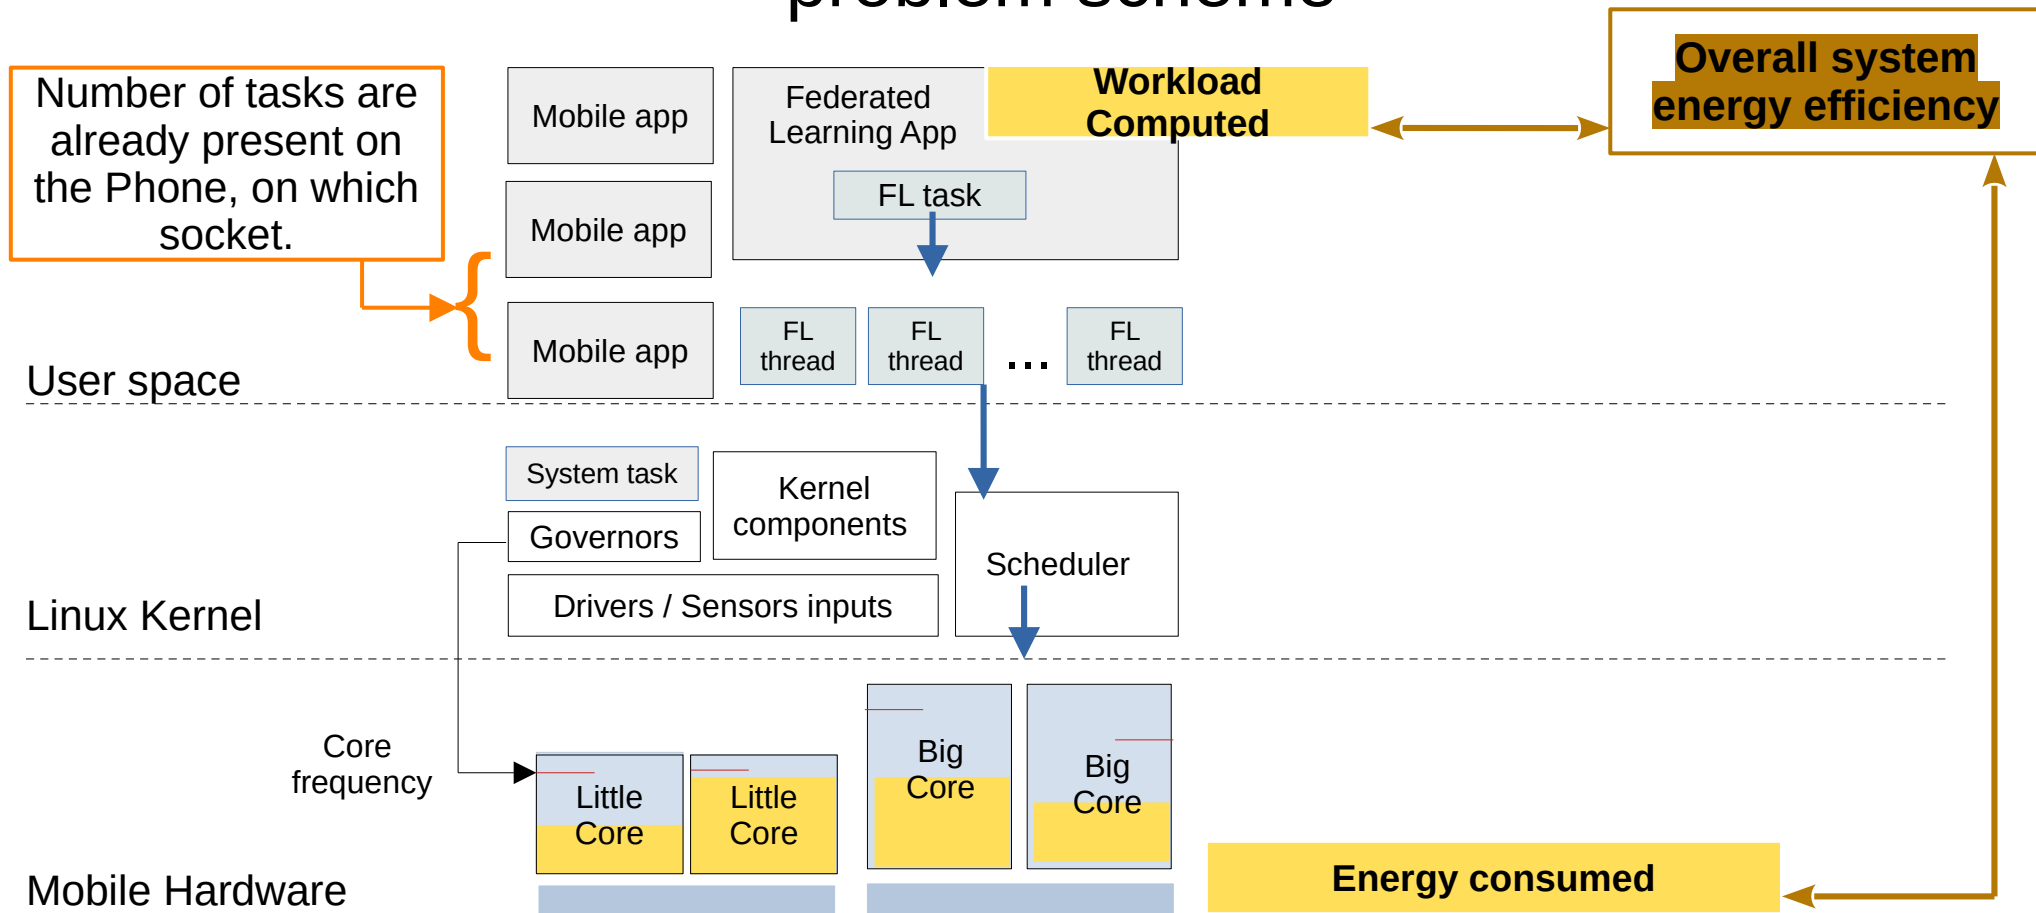 problem scheme
Number of tasks are
already present on
the Phone, on which
socket.
Mobile app
Mobile app
Mobile app
Federated
Learning App
Workload
Computed
FL task
FL
thread
FL
thread
...
FL
thread
Overall system
energy efficiency
User space
System task
Governors
Kernel
components
Drivers / Sensors inputs
Scheduler
Linux Kernel
Core
frequency
Little
Core
Little
Core
Big
Core
Big
Core
Mobile Hardware
Energy consumed